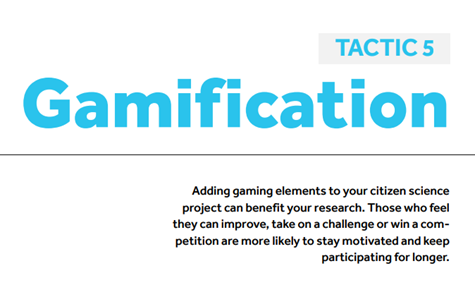 TACTIC 5
Gamification
Adding gaming elements to your citizen science
project can benefit your research. Those who feel
they can improve, take on a challenge or win a com-
petition are more likely to stay motivated and keep
participating for longer.